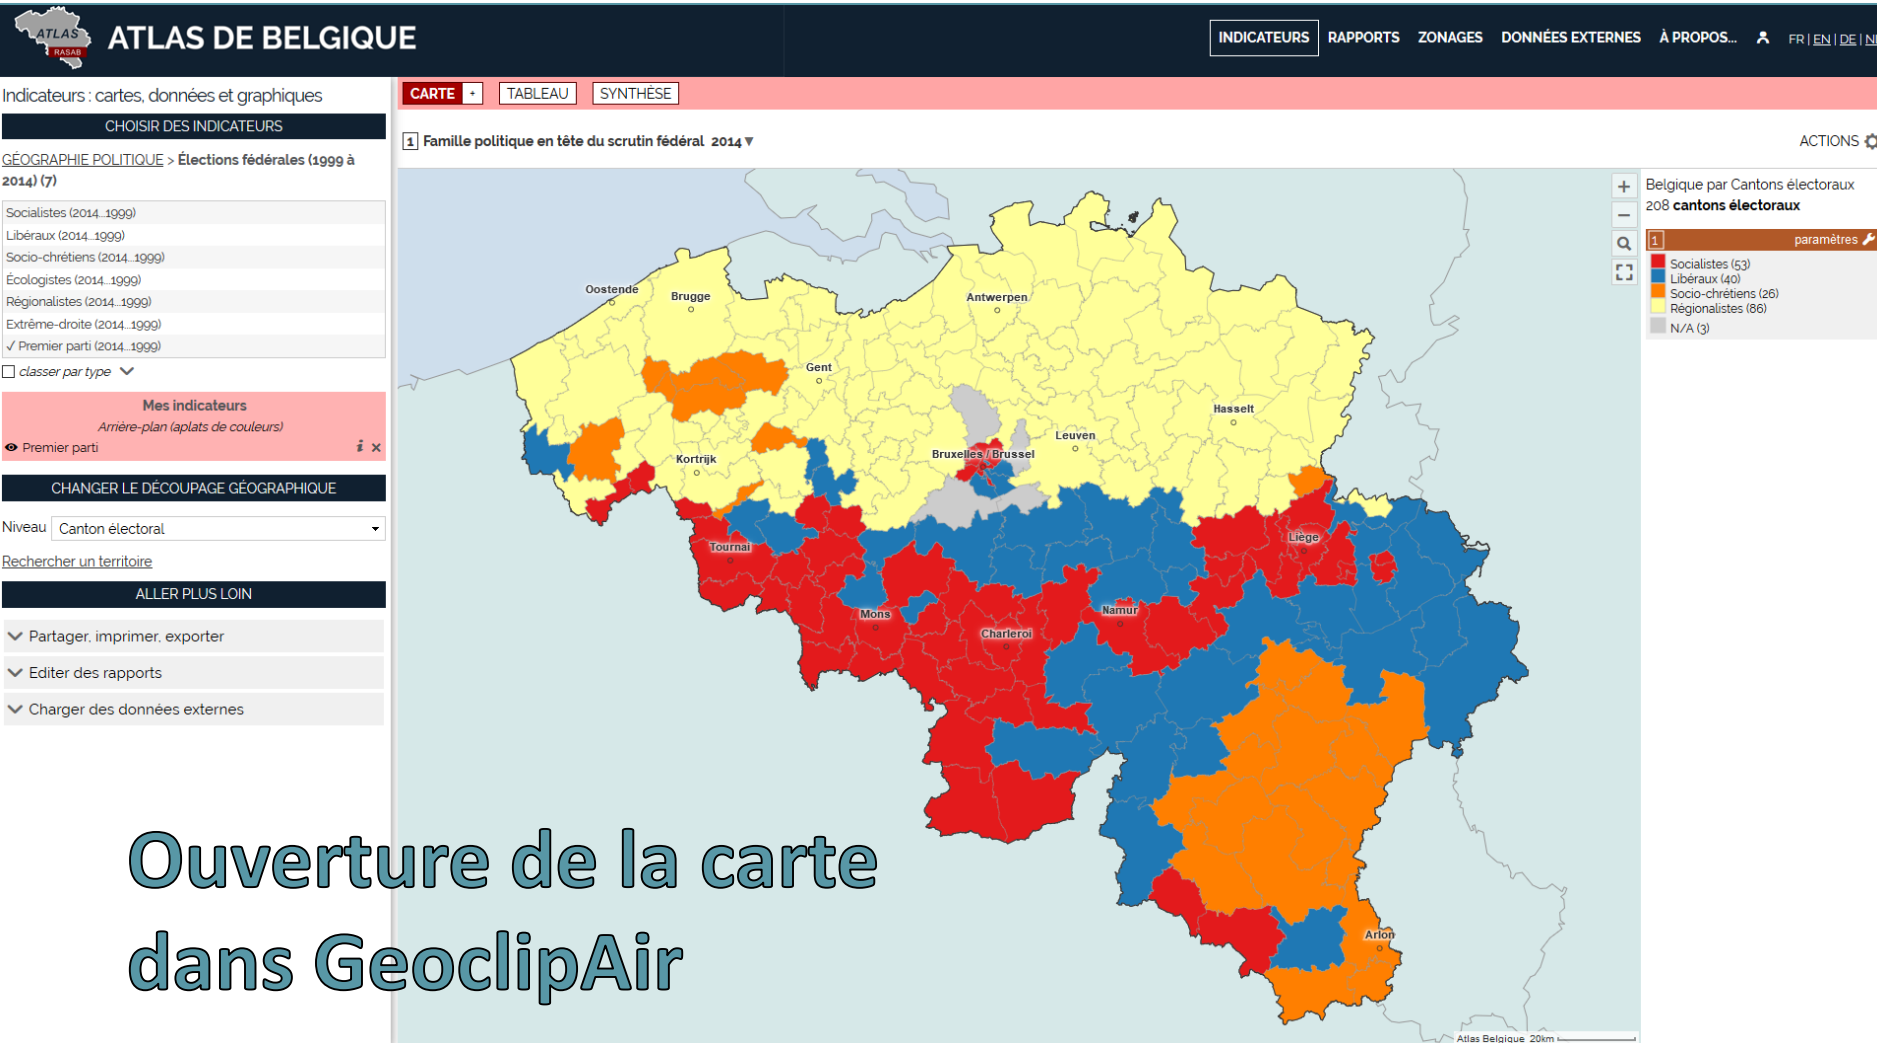 ATLAS
RASAB
ATLAS DE BELGIQUE
INDICATEURS
RAPPORTS
ZONAGES
DONNÉES EXTERNES
À PROPOS...
FR | EN | DE |
Indicateurs : cartes, données et graphiques
CHOISIR DES INDICATEURS
GÉOGRAPHIE POLITIQUE > Élections fédérales (1999 à
2014) (7)
Socialistes (2014...1999)
Libéraux (2014...1999)
Socio-chrétiens (2014...1999)
Écologistes (2014...1999)
Régionalistes (2014...1999)
Extrême-droite (2014...1999)
✓ Premier parti (2014...1999)
classer par type
Mes indicateurs
Arrière-plan (aplats de couleurs)
Premier parti i ×
CHANGER LE DÉCOUPAGE GÉOGRAPHIQUE
Niveau Canton électoral
Rechercher un territoire
ALLER PLUS LOIN
Partager, imprimer, exporter
Editer des rapports
Charger des données externes
CARTE +
TABLEAU
SYNTHÈSE
1 Famille politique en tête du scrutin fédéral 2014 ▼
ACTIONS
Oostende
Brugge
Antwerpen
Gent
Hasselt
Leuven
Bruxelles / Brussel
Kortrijk
Liège
Tournai
Namur
Mons
Charleroi
Arlon
+
−
Belgique par Cantons électoraux
208 cantons électoraux
1 paramètres
Socialistes (53)
Libéraux (40)
Socio-chrétiens (26)
Régionalistes (86)
N/A (3)
Ouverture de la carte
dans GeoclipAir
Atlas Belgique 20km